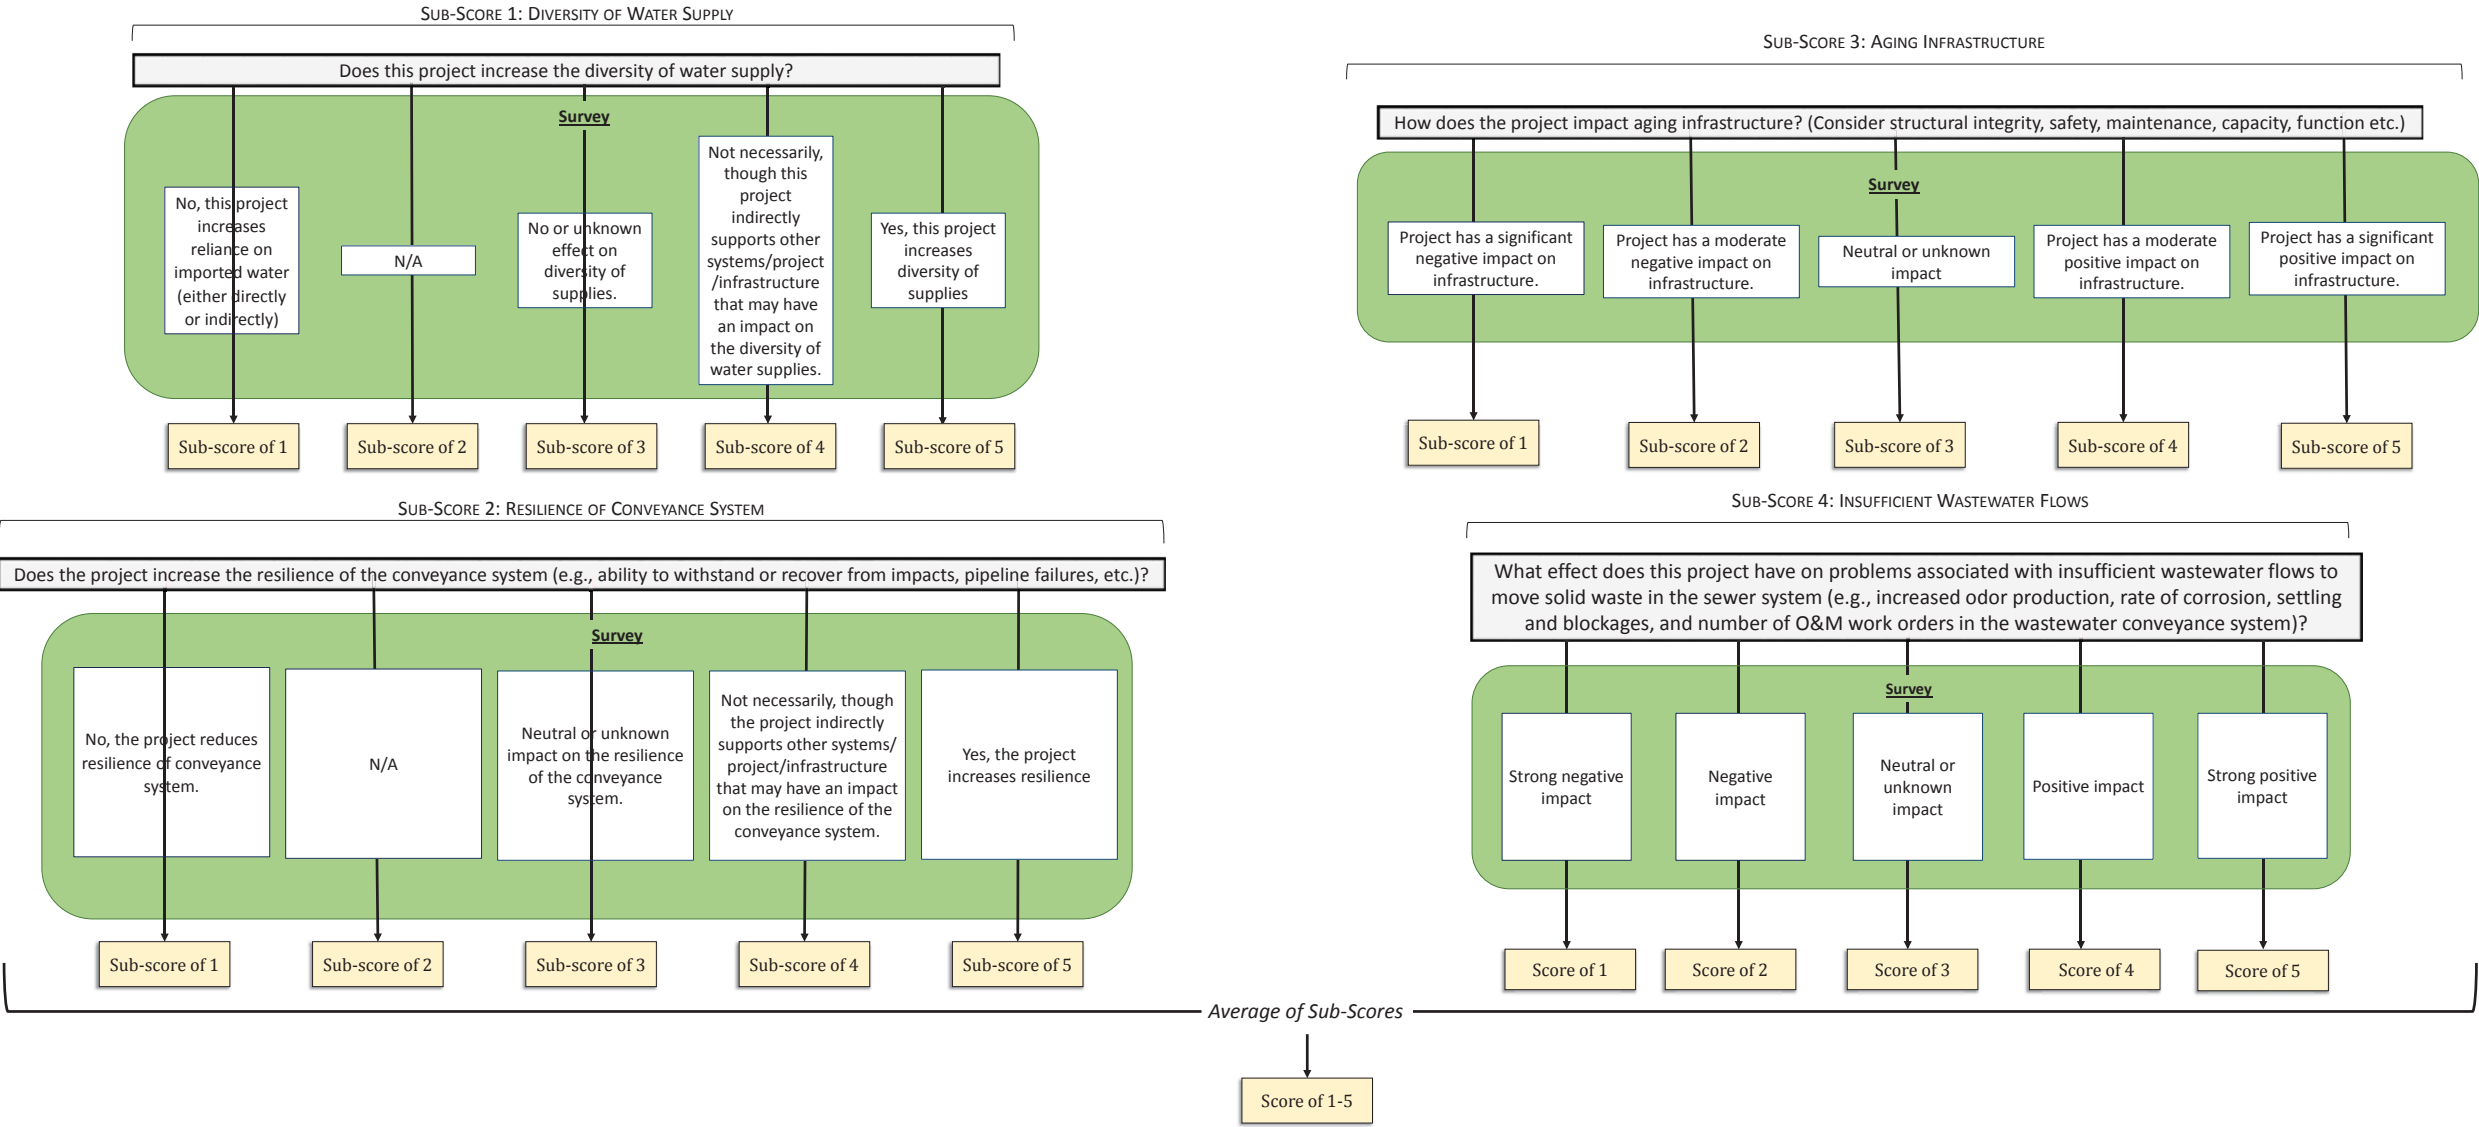 SUB-SCORE 1: DIVERSITY OF WATER SUPPLY
Does this project increase the diversity of water supply?
Survey
No, this project
increases
reliance on
imported water
(either directly
or indirectly)
N/A
No or unknown
effect on
diversity of
supplies.
Not necessarily,
though this
project
indirectly
supports other
systems/project
/infrastructure
that may have
an impact on
the diversity of
water supplies.
Yes, this project
increases
diversity of
supplies
Sub-score of 1
Sub-score of 2
Sub-score of 3
Sub-score of 4
Sub-score of 5
SUB-SCORE 3: AGING INFRASTRUCTURE
How does the project impact aging infrastructure? (Consider structural integrity, safety, maintenance, capacity, function etc.)
Survey
Project has a significant
negative impact on
infrastructure.
Project has a moderate
negative impact on
infrastructure.
Neutral or unknown
impact
Project has a moderate
positive impact on
infrastructure.
Project has a significant
positive impact on
infrastructure.
Sub-score of 1
Sub-score of 2
Sub-score of 3
Sub-score of 4
Sub-score of 5
SUB-SCORE 2: RESILIENCE OF CONVEYANCE SYSTEM
Does the project increase the resilience of the conveyance system (e.g., ability to withstand or recover from impacts, pipeline failures, etc.)?
Survey
No, the project reduces
resilience of conveyance
system.
N/A
Neutral or unknown
impact on the resilience
of the conveyance
system.
Not necessarily, though
the project indirectly
supports other systems/
project/infrastructure
that may have an impact
on the resilience of the
conveyance system.
Yes, the project
increases resilience
Sub-score of 1
Sub-score of 2
Sub-score of 3
Sub-score of 4
Sub-score of 5
SUB-SCORE 4: INSUFFICIENT WASTEWATER FLOWS
What effect does this project have on problems associated with insufficient wastewater flows to
move solid waste in the sewer system (e.g., increased odor production, rate of corrosion, settling
and blockages, and number of O&M work orders in the wastewater conveyance system)?
Survey
Strong negative
impact
Negative
impact
Neutral or
unknown
impact
Positive impact
Strong positive
impact
Score of 1
Score of 2
Score of 3
Score of 4
Score of 5
Average of Sub-Scores
Score of 1-5